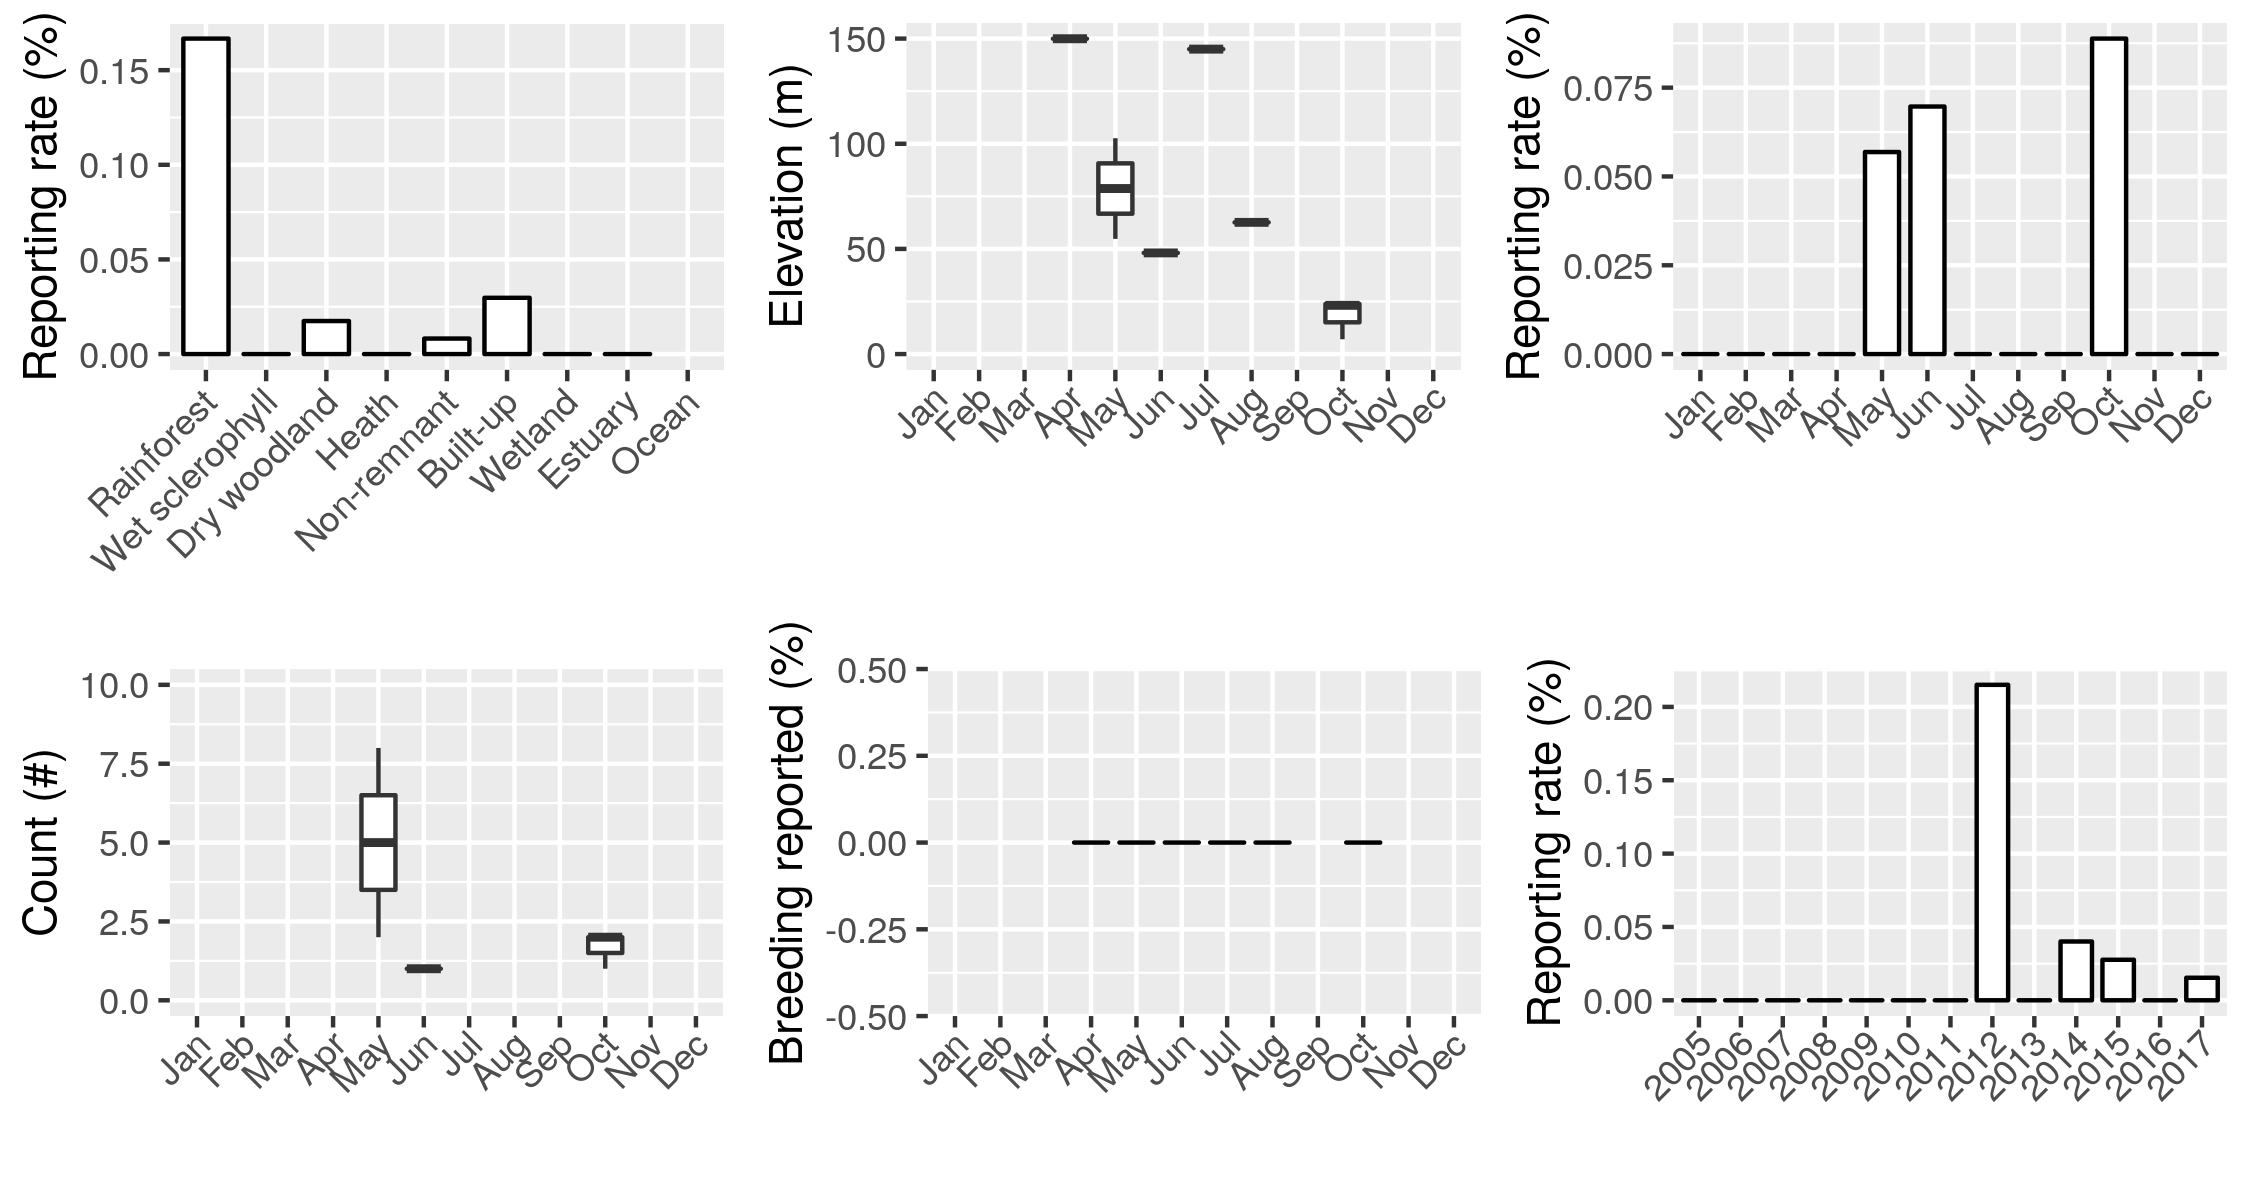 Reporting rate (%)
0.15
0.10
0.05
0.00
Rainforest
Wet sclerophyll
Dry woodland
Heath
Non-remnant
Built-up
Wetland
Estuary
Ocean
Elevation (m)
150
100
50
0
Jan
Feb
Mar
Apr
May
Jun
Jul
Aug
Sep
Oct
Nov
Dec
Reporting rate (%)
0.075
0.050
0.025
0.000
Jan
Feb
Mar
Apr
May
Jun
Jul
Aug
Sep
Oct
Nov
Dec
Count (#)
10.0
7.5
5.0
2.5
0.0
Jan
Feb
Mar
Apr
May
Jun
Jul
Aug
Sep
Oct
Nov
Dec
Breeding reported (%)
0.50
0.25
0.00
-0.25
-0.50
Jan
Feb
Mar
Apr
May
Jun
Jul
Aug
Sep
Oct
Nov
Dec
Reporting rate (%)
0.20
0.15
0.10
0.05
0.00
2005
2006
2007
2008
2009
2010
2011
2012
2013
2014
2015
2016
2017